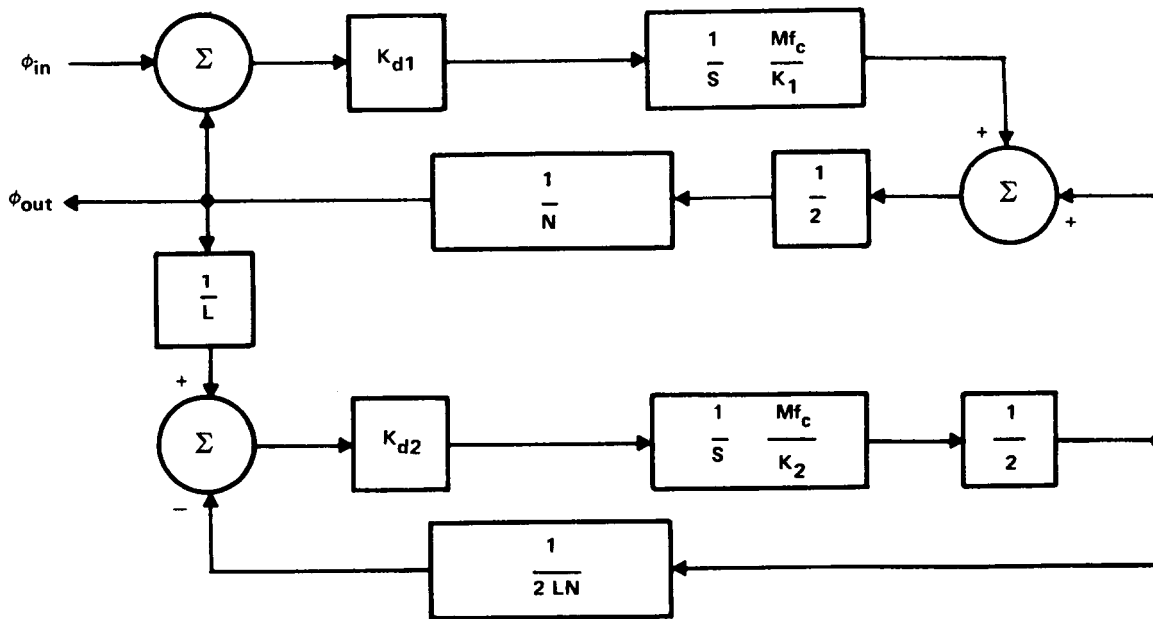 ϕin
Σ
Kd1
1/S Mfc/K1
+
ϕout
1/N
1/2
Σ
+
1/L
+
Σ
Kd2
1/S Mfc/K2
1/2
−
1/2 LN